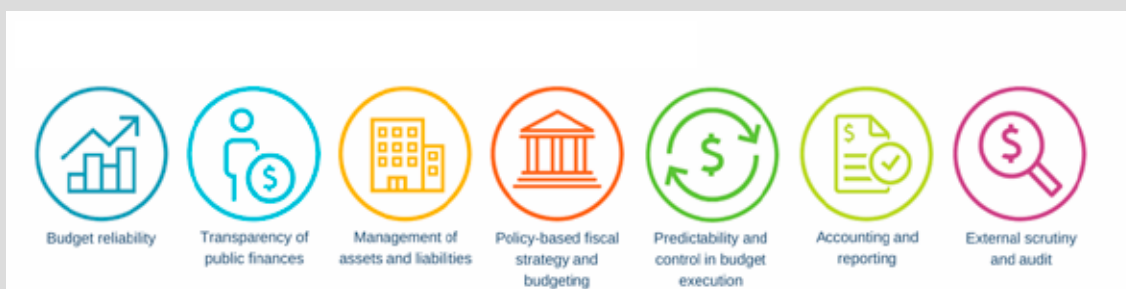 $
$
$
$
Budget reliability
Transparency of
public finances
Management of
assets and liabilities
Policy-based fiscal
strategy and
budgeting
Predictability and
control in budget
execution
Accounting and
reporting
External scrutiny
and audit